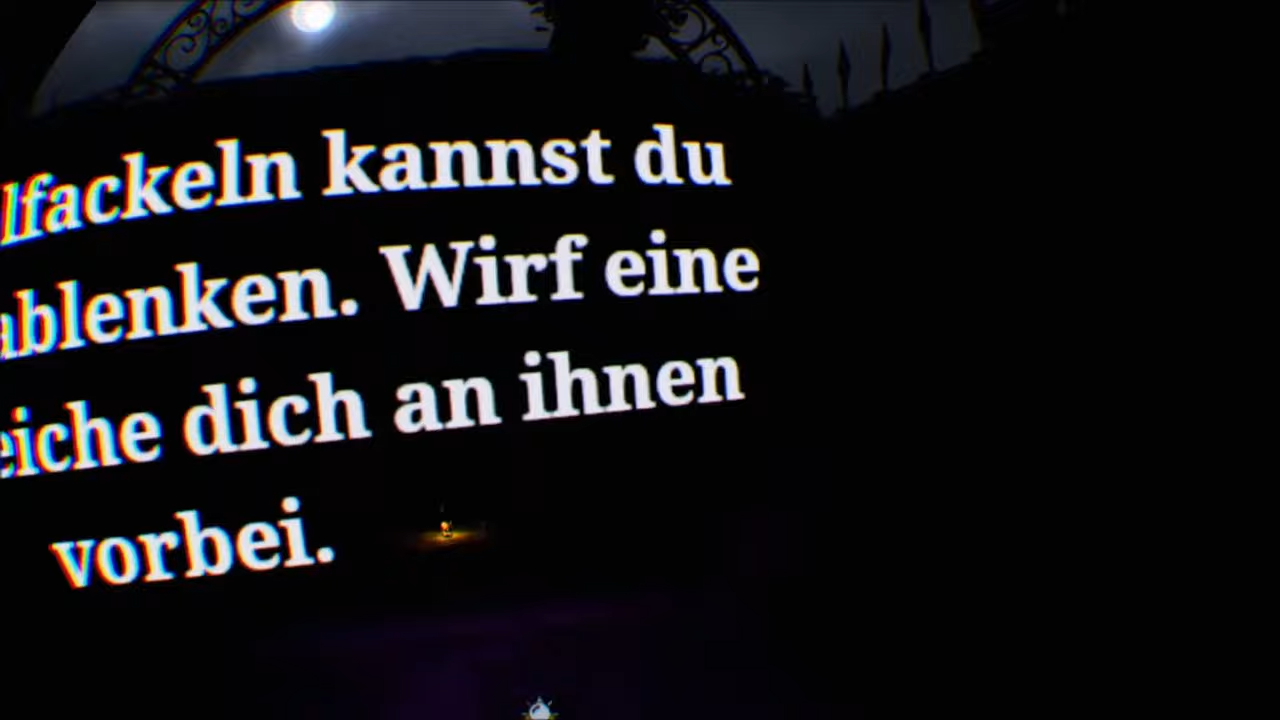 lfackeln kannst du
ablenken. Wirf eine
eiche dich an ihnen
vorbei.